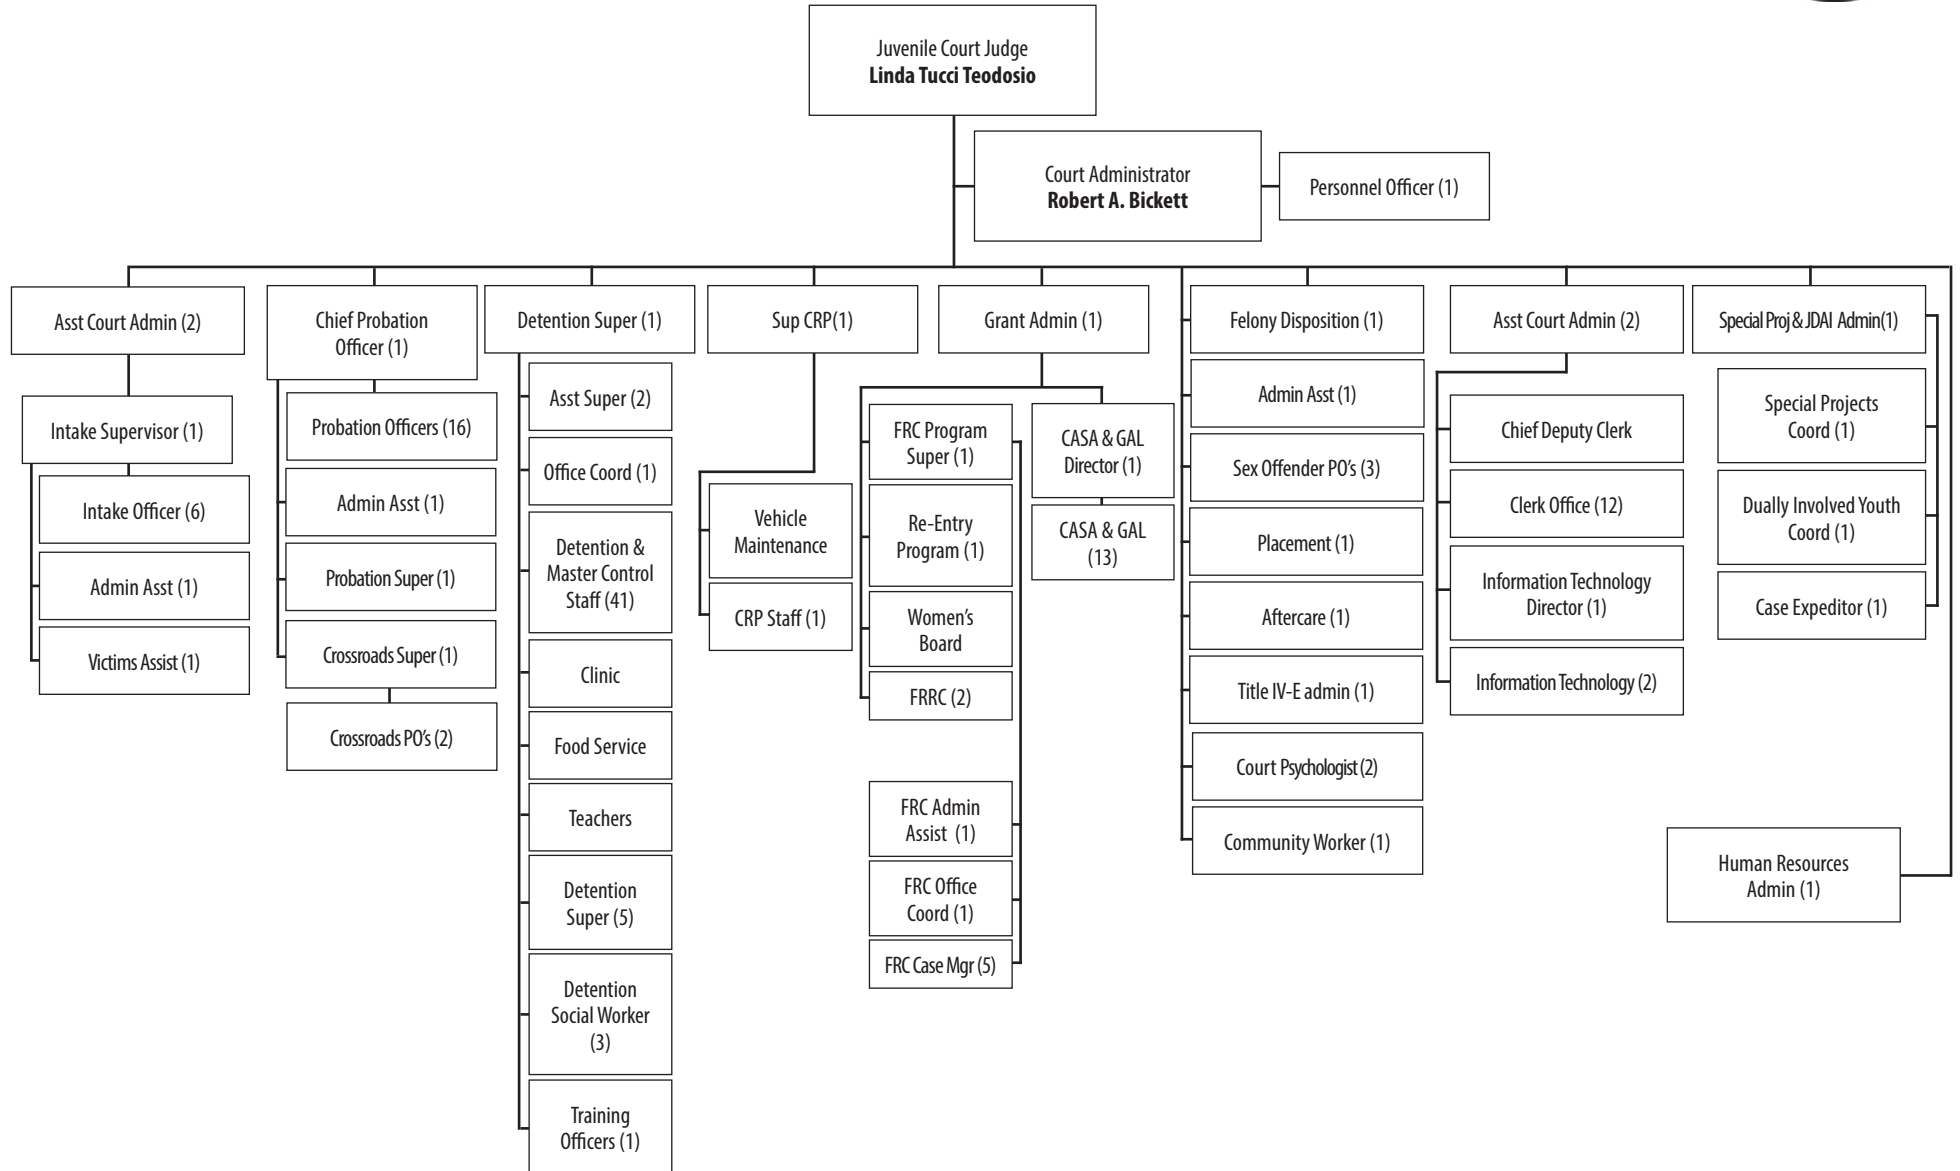 Juvenile Court Judge
Linda Tucci Teodosio
Court Administrator
Robert A. Bickett
Personnel Officer (1)
Asst Court Admin (2)
Intake Supervisor (1)
Intake Officer (6)
Admin Asst (1)
Victims Assist (1)
Chief Probation
Officer (1)
Probation Officers (16)
Admin Asst (1)
Probation Super (1)
Crossroads Super (1)
Crossroads PO's (2)
Detention Super (1)
Asst Super (2)
Office Coord (1)
Detention &
Master Control
Staff (41)
Clinic
Food Service
Teachers
Detention
Super (5)
Detention
Social Worker
(3)
Training
Officers (1)
Sup CRP(1)
Vehicle
Maintenance
CRP Staff (1)
Grant Admin (1)
FRC Program
Super (1)
Re-Entry
Program (1)
Women's
Board
FRRC (2)
FRC Admin
Assist (1)
FRC Office
Coord (1)
FRC Case Mgr (5)
CASA & GAL
Director (1)
CASA & GAL
(13)
Felony Disposition (1)
Admin Asst (1)
Sex Offender PO's (3)
Placement (1)
Aftercare (1)
Title IV-E admin (1)
Court Psychologist (2)
Community Worker (1)
Asst Court Admin (2)
Chief Deputy Clerk
Clerk Office (12)
Information Technology
Director (1)
Information Technology (2)
Special Proj & JDAI Admin(1)
Special Projects
Coord (1)
Dually Involved Youth
Coord (1)
Case Expeditor (1)
Human Resources
Admin (1)